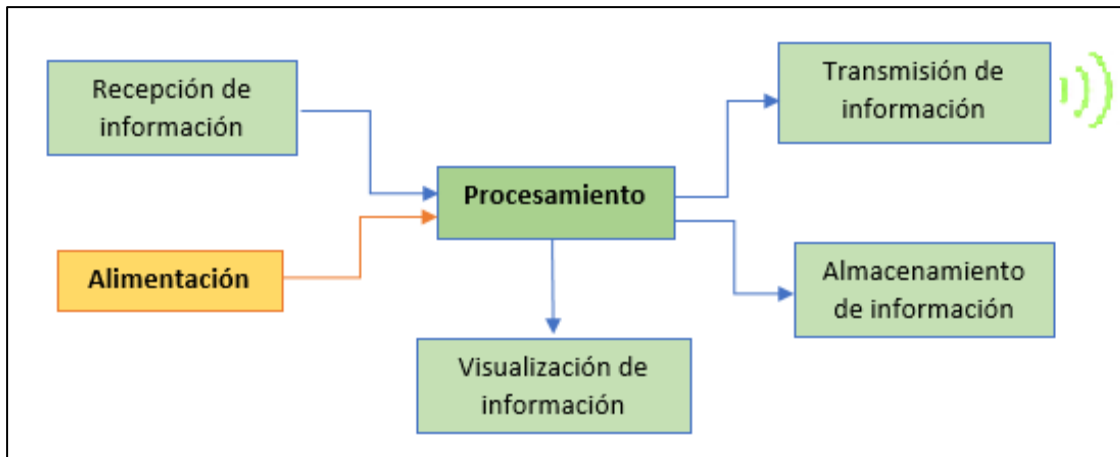 Recepción de
información
Transmisión de
información
Procesamiento
Alimentación
Almacenamiento
de información
Visualización de
información